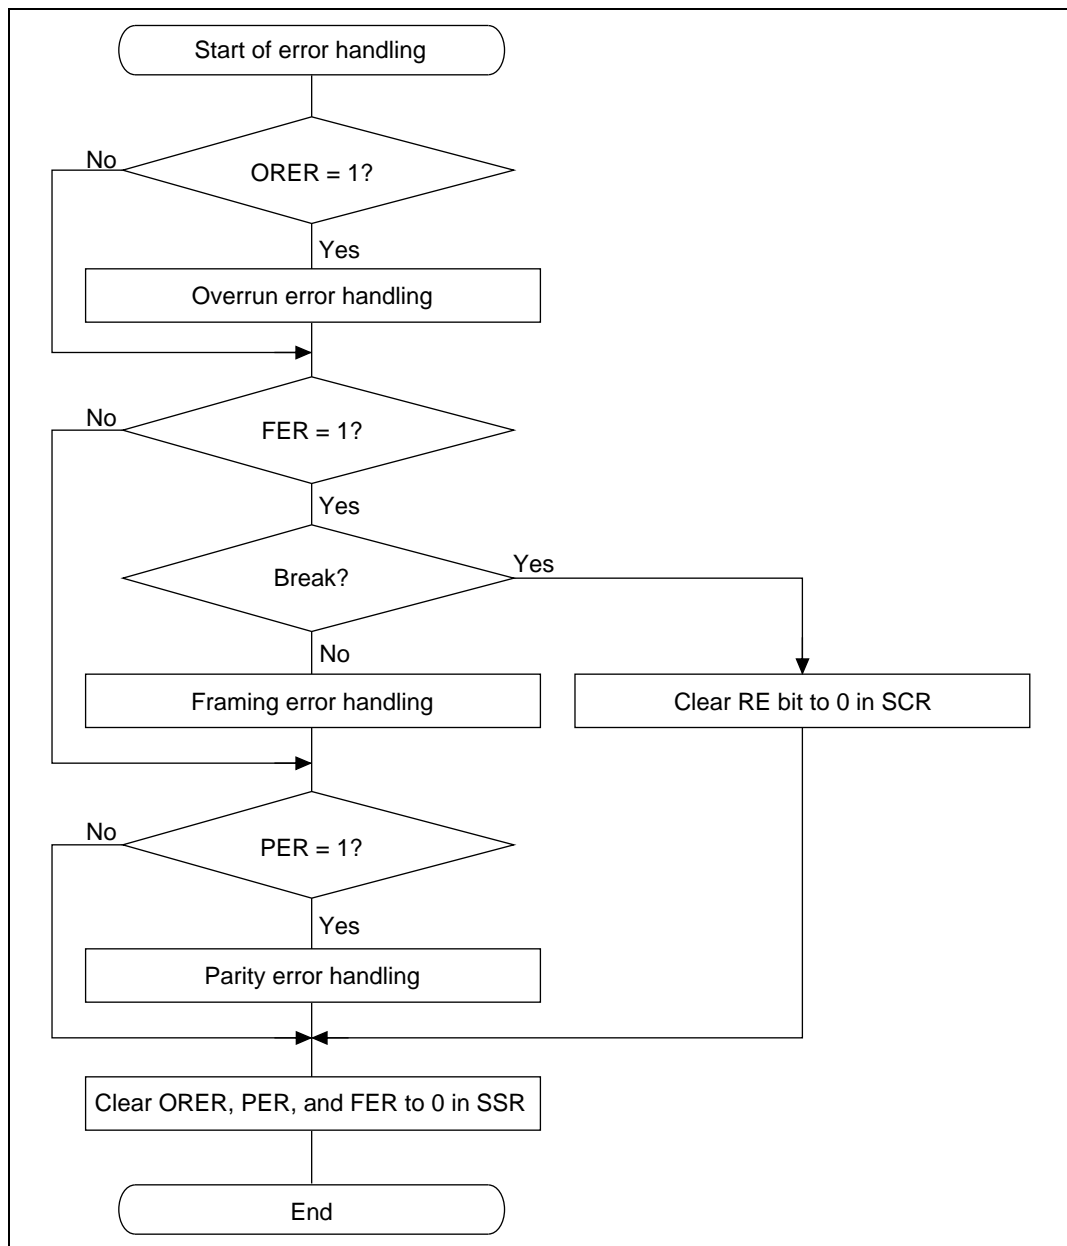 Start of error handling
No
ORER = 1?
Yes
Overrun error handling
No
FER = 1?
Yes
Break?
Yes
No
Framing error handling
Clear RE bit to 0 in SCR
No
PER = 1?
Yes
Parity error handling
Clear ORER, PER, and FER to 0 in SSR
End